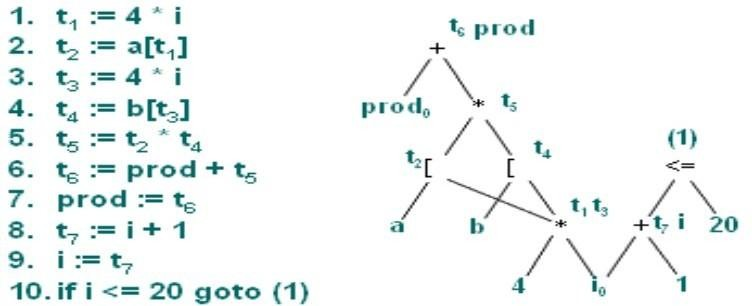 1. t₁ := 4 * i
2. t₂ := a[t₁]
3. t₃ := 4 * i
4. t₄ := b[t₃]
5. t₅ := t₂ * t₄
6. t₆ := prod + t₅
7. prod := t₆
8. t₇ := i + 1
9. i := t₇
10. if i <= 20 goto (1)
t₆ prod
+
prod₀ * t₅
t₂ [ [ t₄ (1)
<=
a b * t₁ t₃ + t₇ i 20
4 i₀ 1